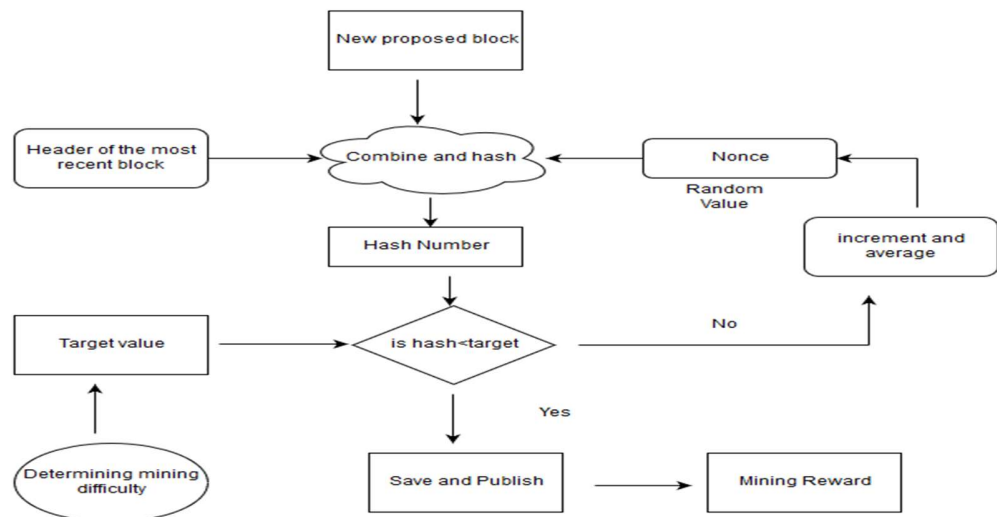 New proposed block
Header of the most
recent block
Combine and hash
Nonce
Random
Value
increment and
average
Hash Number
Target value
is hash<target
No
Yes
Determining mining
difficulty
Save and Publish
Mining Reward